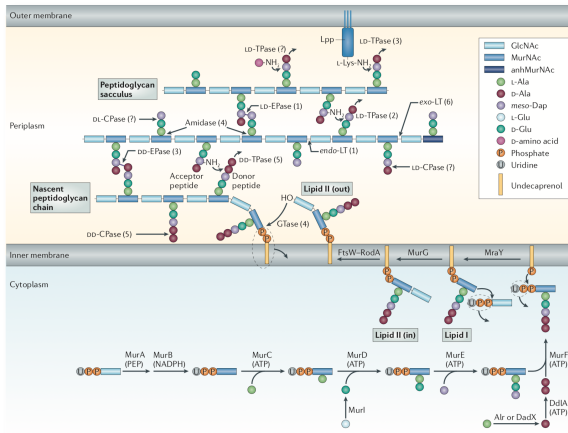 Outer membrane
Lpp
LD-TPase (?)
LD-TPase (3)
NH₂
L-Lys-NH₂
Peptidoglycan
sacculus
GlcNAc
MurNAc
anhMurNAc
L-Ala
D-Ala
meso-Dap
L-Glu
D-Glu
D-amino acid
P Phosphate
U Uridine
Undecaprenol
Periplasm
DL-CPase (?)
LD-EPase (1)
NH₂
LD-TPase (2)
exo-LT (6)
Amidase (4)
DD-EPase (3)
NH₂
DD-TPase (5)
endo-LT (1)
LD-CPase (?)
Acceptor
peptide
Donor
peptide
Nascent
peptidoglycan
chain
HO
Lipid II (out)
GTase (4)
DD-CPase (5)
P
P
P
P
Inner membrane
FtsW–RodA
MurG
MraY
Cytoplasm
P
P
P
P
P
U P P
U P
P
Lipid II (in)
Lipid I
MurA
(PEP)
MurB
(NADPH)
MurC
(ATP)
MurD
(ATP)
MurE
(ATP)
MurF
(ATP)
U P P
U P P
U P P
U P P
U P P
MurI
DdlA
(ATP)
Alr or DadX